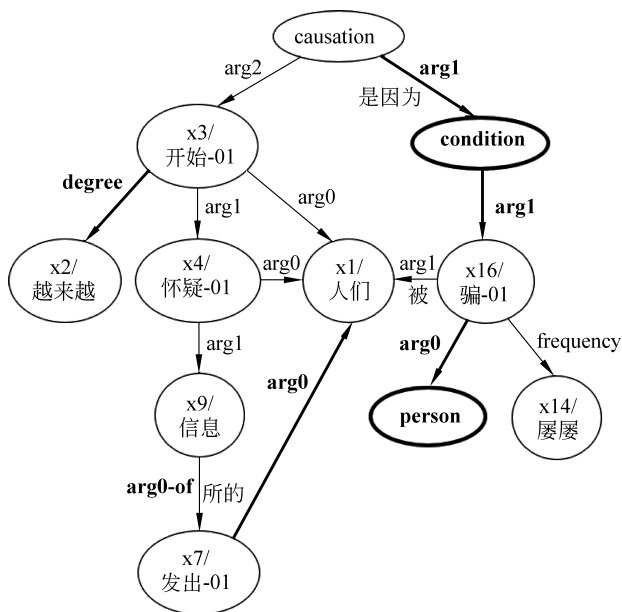 causation
arg2
arg1
是因为
x3/
开始-01
condition
degree
arg1
arg0
arg1
x2/
越来越
x4/
怀疑-01
arg0
x1/
人们
arg1
被
x16/
骗-01
arg1
arg0
arg0
frequency
x9/
信息
person
x14/
屡屡
arg0-of
所的
x7/
发出-01